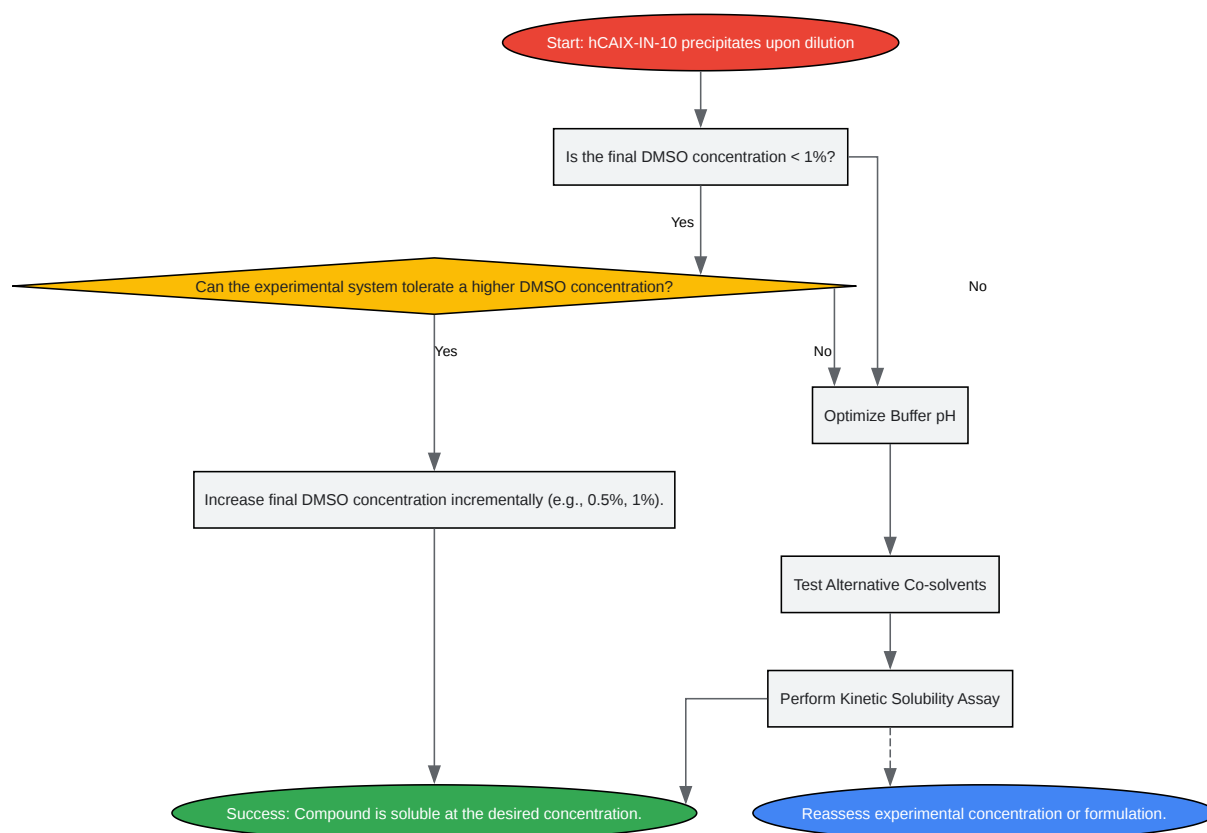 Start: hCAIX-IN-10 precipitates upon dilution
Is the final DMSO concentration < 1%?
Yes
Can the experimental system tolerate a higher DMSO concentration?
No
Yes
No
Optimize Buffer pH
Increase final DMSO concentration incrementally (e.g., 0.5%, 1%).
Test Alternative Co-solvents
Perform Kinetic Solubility Assay
Success: Compound is soluble at the desired concentration.
Reassess experimental concentration or formulation.